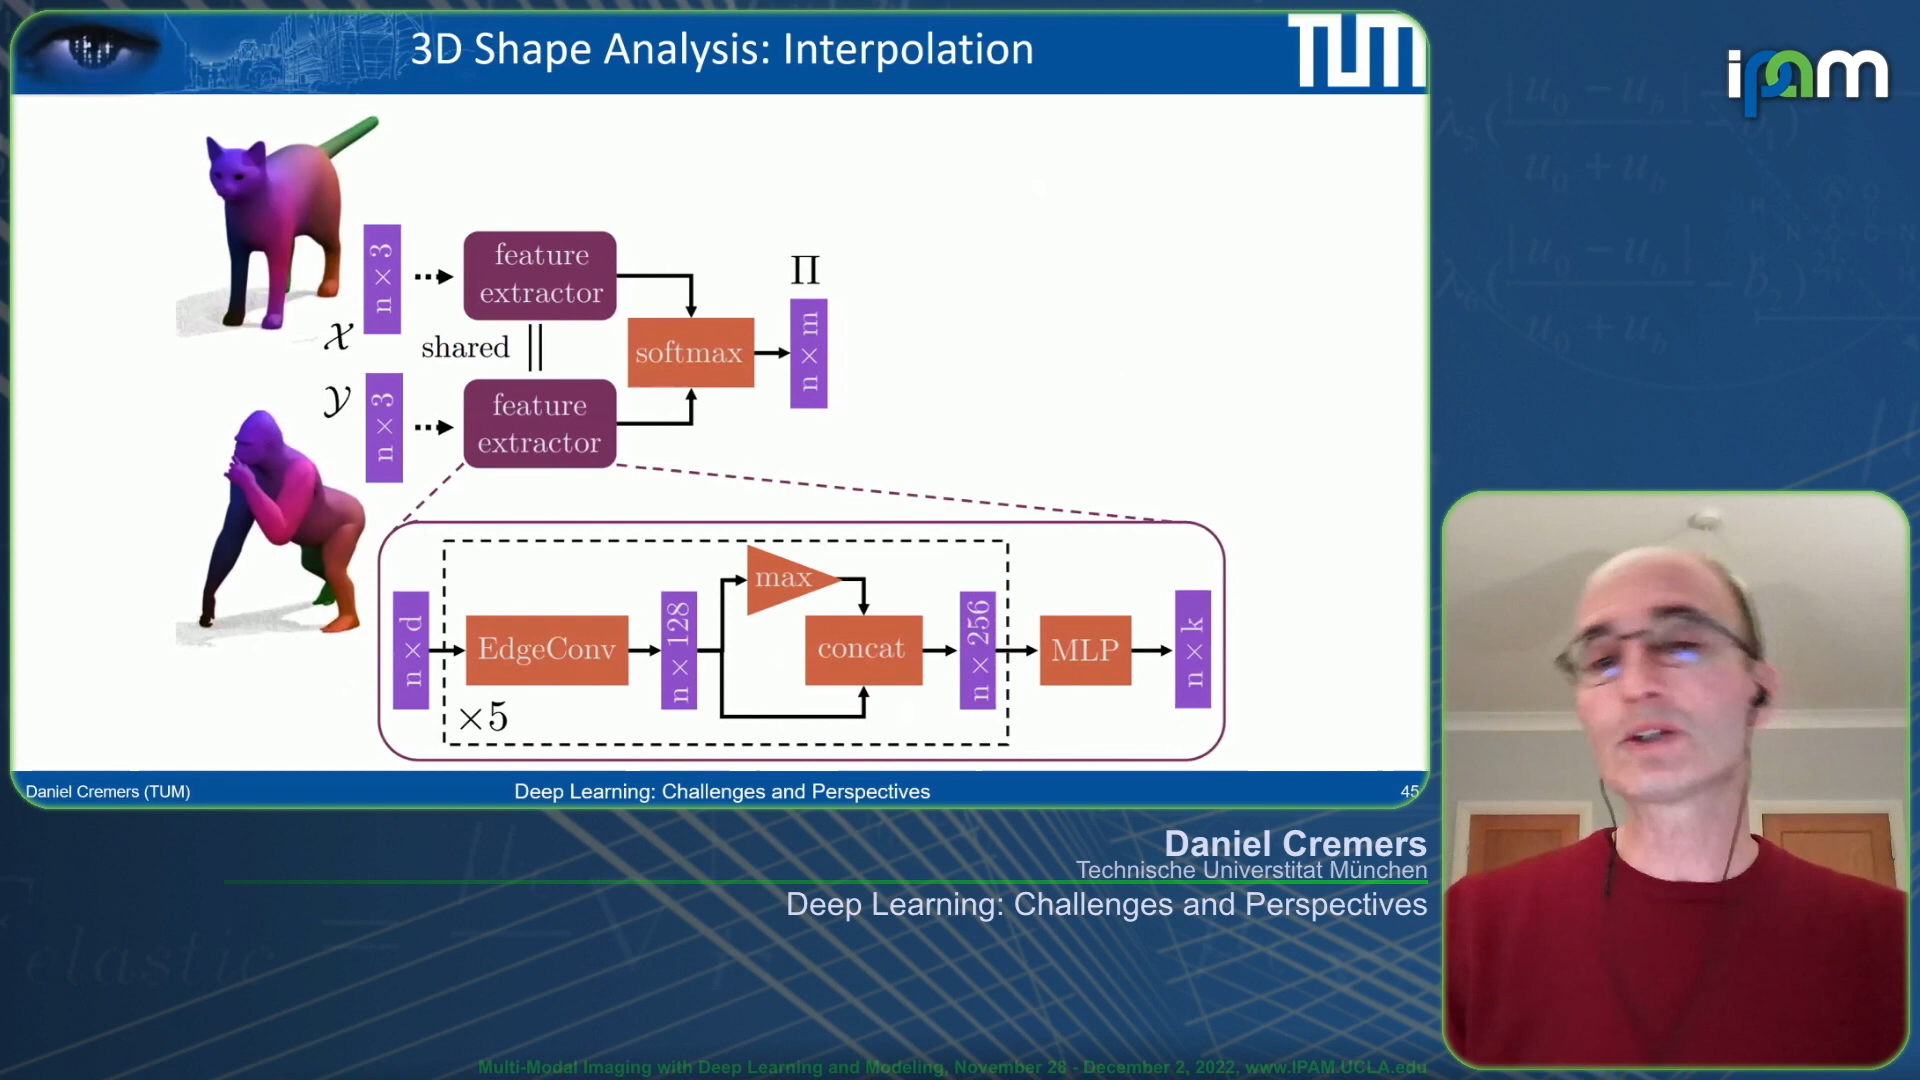 3D Shape Analysis: Interpolation
TUM
ipam
n × 3
feature
extractor
Π
𝒳
shared
softmax
n × m
𝒴
n × 3
feature
extractor
n × d
EdgeConv
×5
n × 128
max
concat
n × 256
MLP
n × k
Daniel Cremers (TUM)
Deep Learning: Challenges and Perspectives
45
Daniel Cremers
Technische Universtitat München
Deep Learning: Challenges and Perspectives
elastic
Multi-Modal Imaging with Deep Learning and Modeling, November 28 - December 2, 2022, www.IPAM.UCLA.edu